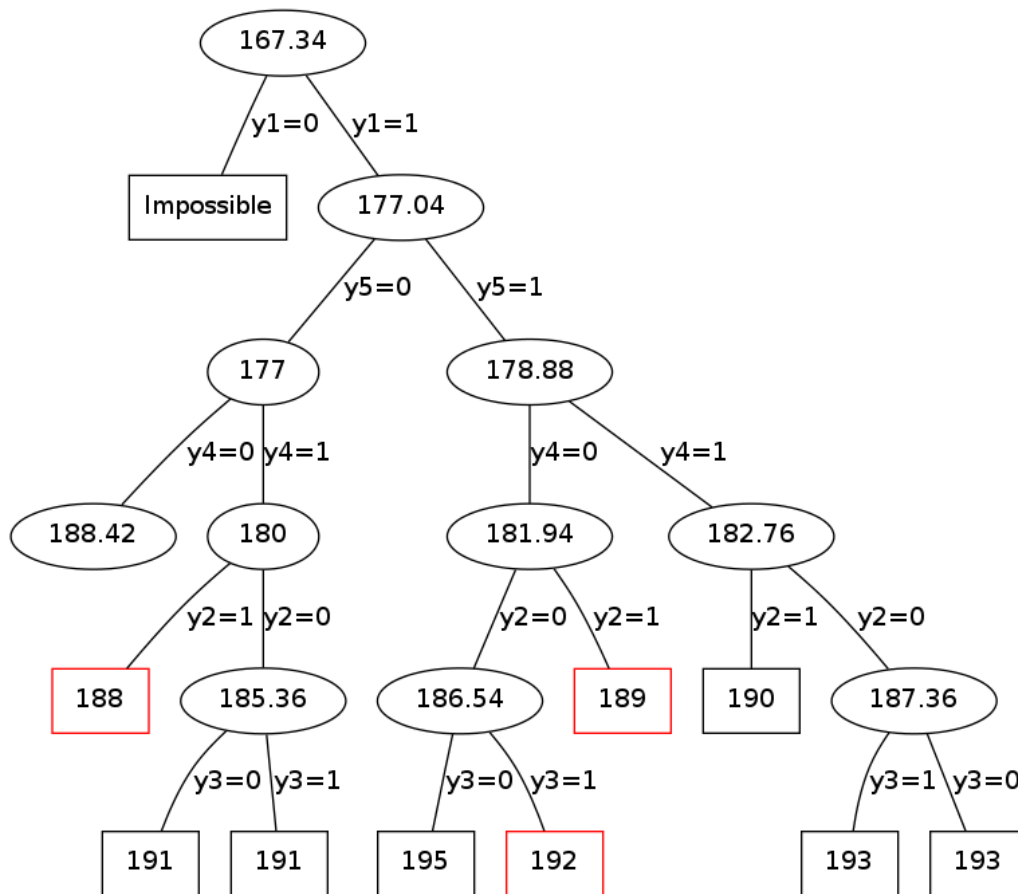 167.34
y1=0 y1=1
Impossible 177.04
y5=0 y5=1
177 178.88
y4=0 y4=1 y4=0 y4=1
188.42 180 181.94 182.76
y2=1 y2=0 y2=0 y2=1 y2=1 y2=0
188 185.36 186.54 189 190 187.36
y3=0 y3=1 y3=0 y3=1 y3=1 y3=0
191 191 195 192 193 193